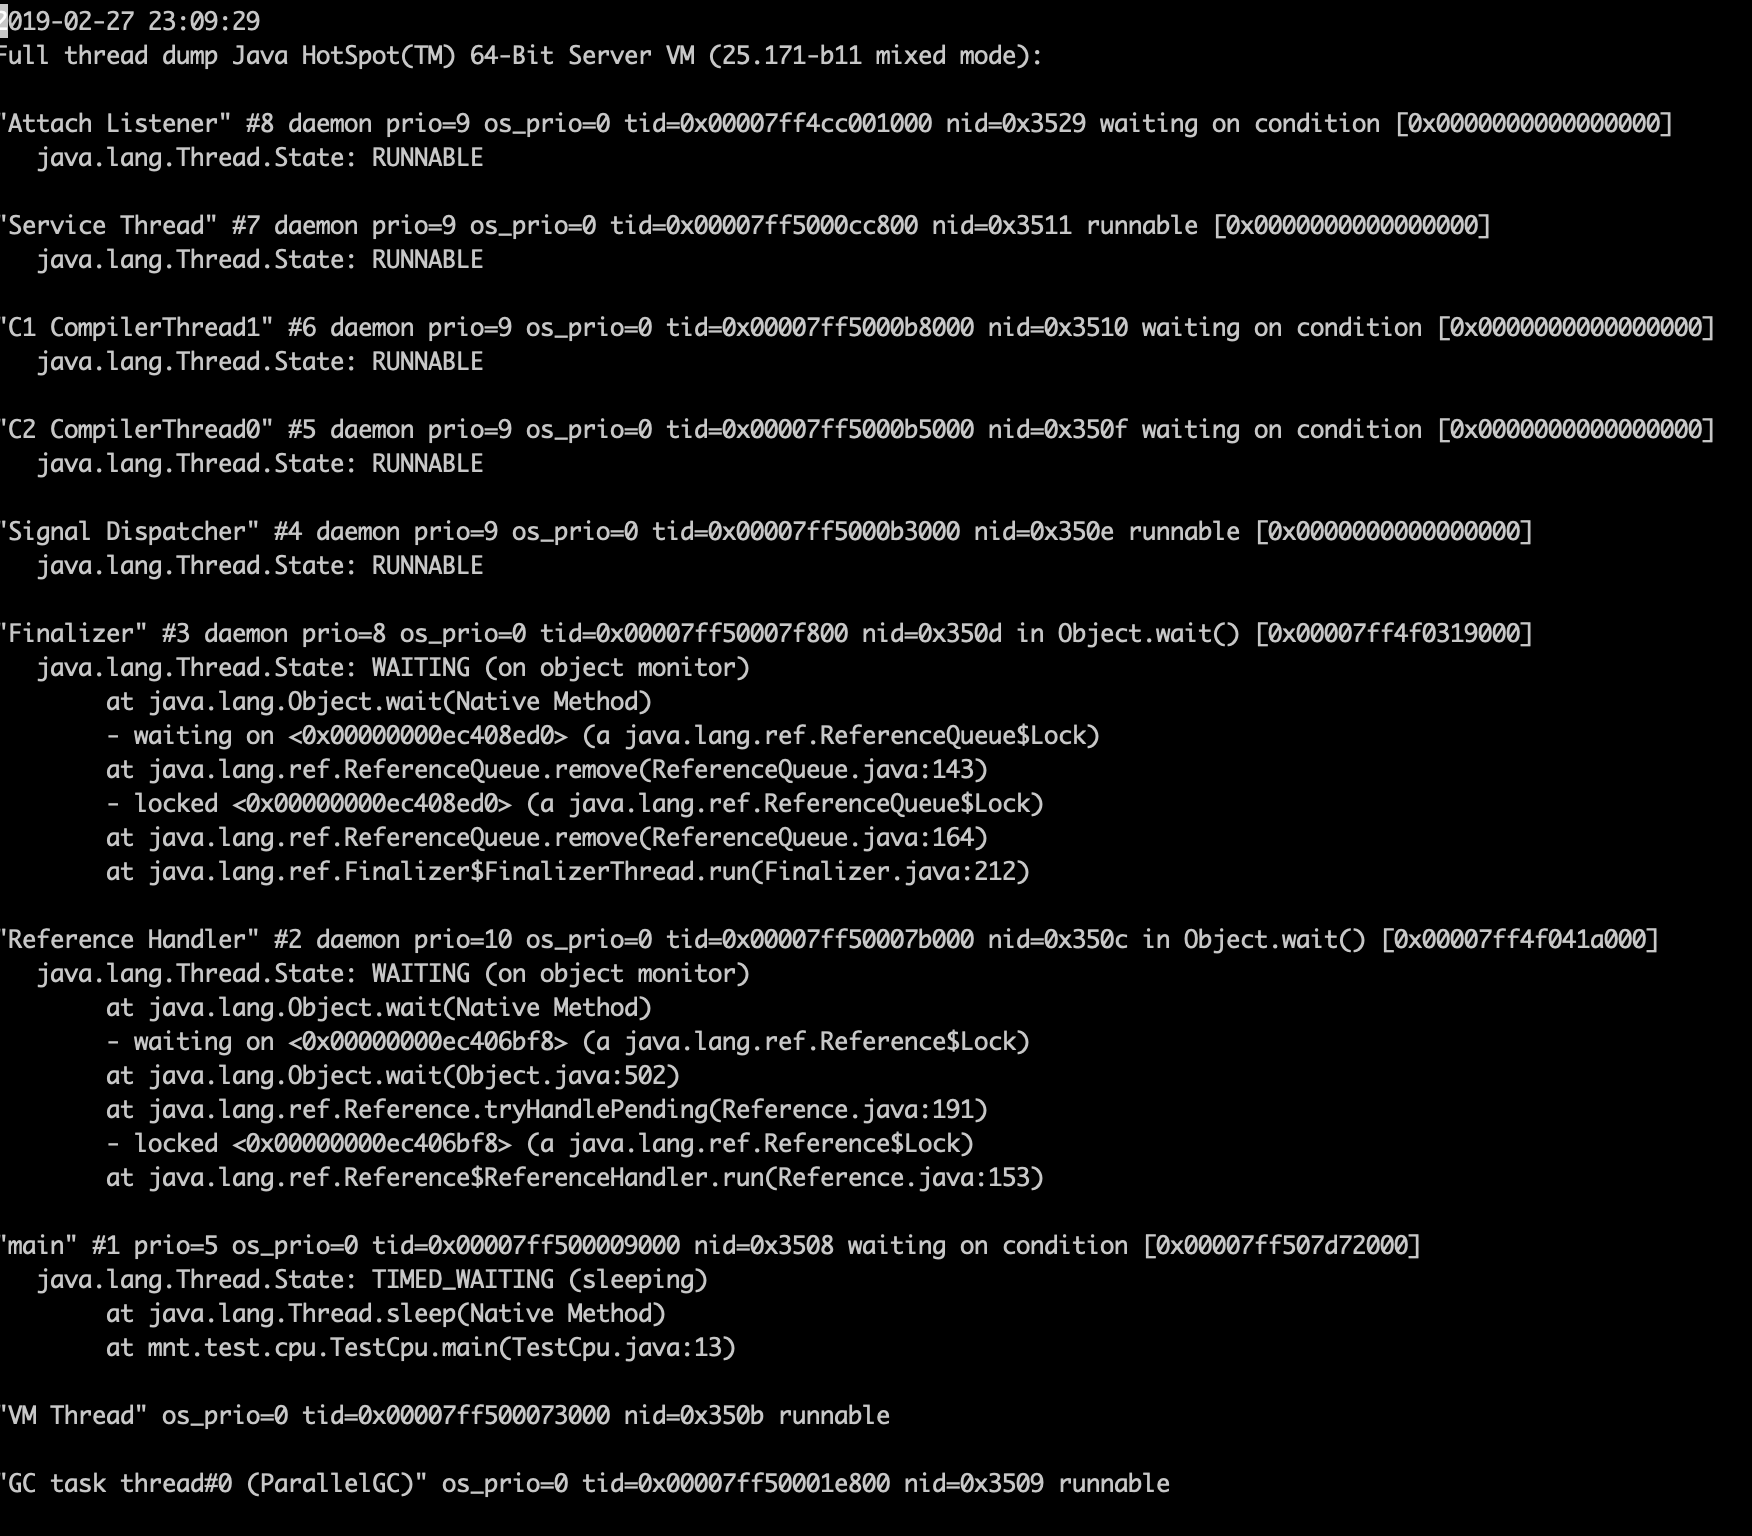 2019-02-27 23:09:29
Full thread dump Java HotSpot(TM) 64-Bit Server VM (25.171-b11 mixed mode):

"Attach Listener" #8 daemon prio=9 os_prio=0 tid=0x00007ff4cc001000 nid=0x3529 waiting on condition [0x0000000000000000]
   java.lang.Thread.State: RUNNABLE

"Service Thread" #7 daemon prio=9 os_prio=0 tid=0x00007ff5000cc800 nid=0x3511 runnable [0x0000000000000000]
   java.lang.Thread.State: RUNNABLE

"C1 CompilerThread1" #6 daemon prio=9 os_prio=0 tid=0x00007ff5000b8000 nid=0x3510 waiting on condition [0x0000000000000000]
   java.lang.Thread.State: RUNNABLE

"C2 CompilerThread0" #5 daemon prio=9 os_prio=0 tid=0x00007ff5000b5000 nid=0x350f waiting on condition [0x0000000000000000]
   java.lang.Thread.State: RUNNABLE

"Signal Dispatcher" #4 daemon prio=9 os_prio=0 tid=0x00007ff5000b3000 nid=0x350e runnable [0x0000000000000000]
   java.lang.Thread.State: RUNNABLE

"Finalizer" #3 daemon prio=8 os_prio=0 tid=0x00007ff50007f800 nid=0x350d in Object.wait() [0x00007ff4f0319000]
   java.lang.Thread.State: WAITING (on object monitor)
        at java.lang.Object.wait(Native Method)
        - waiting on <0x00000000ec408ed0> (a java.lang.ref.ReferenceQueue$Lock)
        at java.lang.ref.ReferenceQueue.remove(ReferenceQueue.java:143)
        - locked <0x00000000ec408ed0> (a java.lang.ref.ReferenceQueue$Lock)
        at java.lang.ref.ReferenceQueue.remove(ReferenceQueue.java:164)
        at java.lang.ref.Finalizer$FinalizerThread.run(Finalizer.java:212)

"Reference Handler" #2 daemon prio=10 os_prio=0 tid=0x00007ff50007b000 nid=0x350c in Object.wait() [0x00007ff4f041a000]
   java.lang.Thread.State: WAITING (on object monitor)
        at java.lang.Object.wait(Native Method)
        - waiting on <0x00000000ec406bf8> (a java.lang.ref.Reference$Lock)
        at java.lang.Object.wait(Object.java:502)
        at java.lang.ref.Reference.tryHandlePending(Reference.java:191)
        - locked <0x00000000ec406bf8> (a java.lang.ref.Reference$Lock)
        at java.lang.ref.Reference$ReferenceHandler.run(Reference.java:153)

"main" #1 prio=5 os_prio=0 tid=0x00007ff500009000 nid=0x3508 waiting on condition [0x00007ff507d72000]
   java.lang.Thread.State: TIMED_WAITING (sleeping)
        at java.lang.Thread.sleep(Native Method)
        at mnt.test.cpu.TestCpu.main(TestCpu.java:13)

"VM Thread" os_prio=0 tid=0x00007ff500073000 nid=0x350b runnable

"GC task thread#0 (ParallelGC)" os_prio=0 tid=0x00007ff50001e800 nid=0x3509 runnable